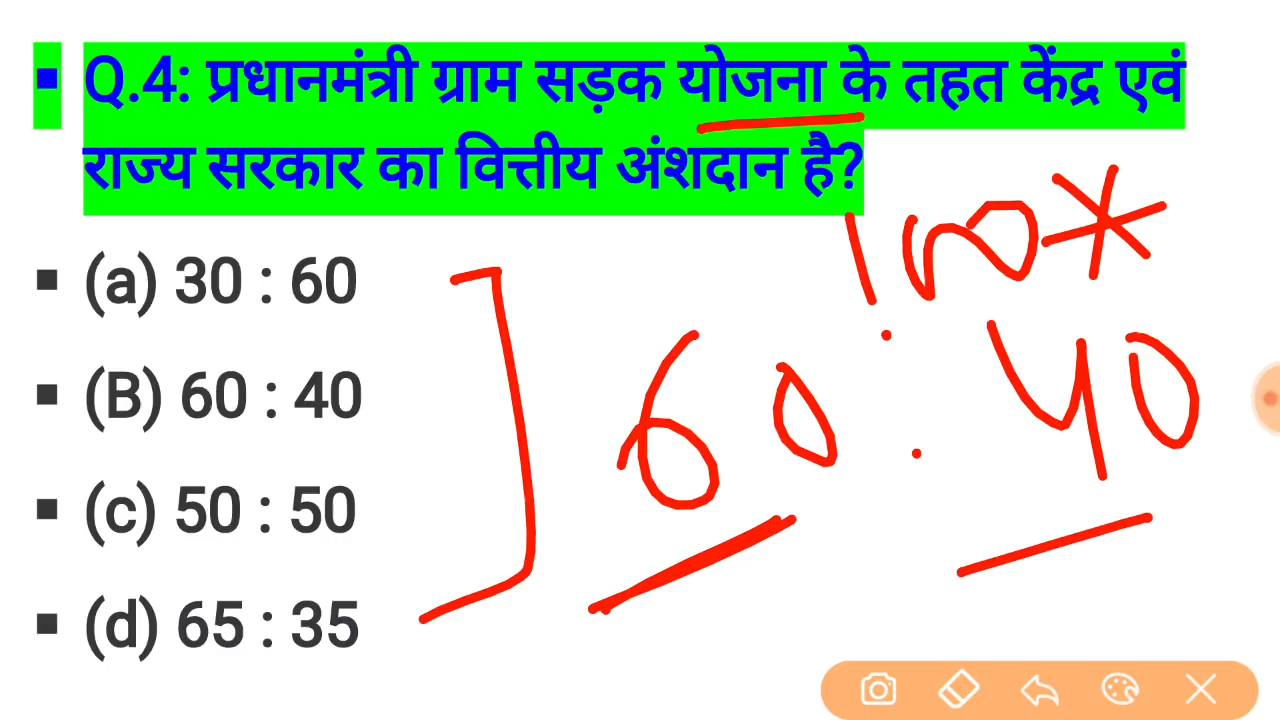 Q.4: प्रधानमंत्री ग्राम सड़क योजना के तहत केंद्र एवं
राज्य सरकार का वित्तीय अंशदान है?
100*
(a) 30 : 60
(B) 60 : 40
60 : 40
(c) 50 : 50
(d) 65 : 35